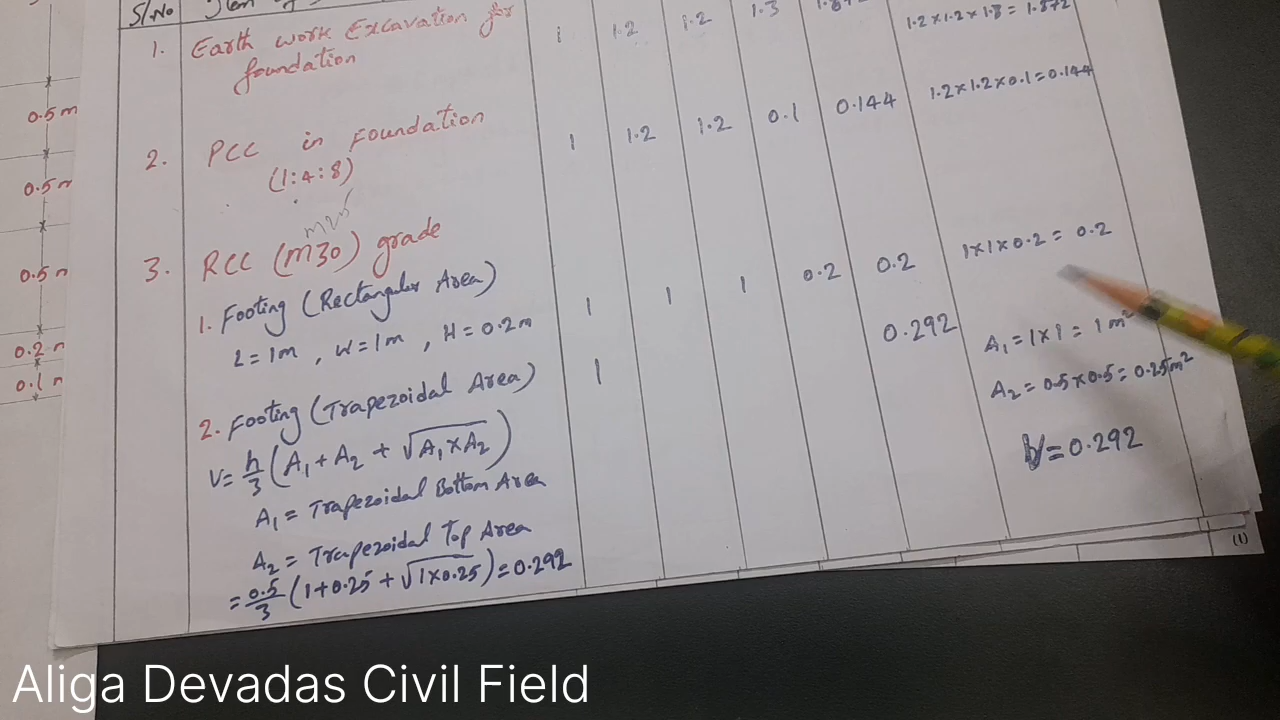 Sl.No
1. Earth work Excavation for 1 1.2 1.2 1.3 1.2×1.2×1.3 = 1.872
foundation
2. PCC in Foundation 1 1.2 1.2 0.1 0.144 1.2×1.2×0.1=0.144
(1:4:8)
M25
3. RCC (M30) grade
1. Footing (Rectangular Area) 1 1 1 0.2 0.2 1×1×0.2 = 0.2
L=1m , W=1m , H=0.2m
2. Footing (Trapezoidal Area) 1 0.292 A₁=1×1= 1m²
V= h/3 (A₁+A₂+√A₁×A₂) A₂=0.5×0.5=0.25m²
A₁= Trapezoidal Bottom Area V=0.292
A₂= Trapezoidal Top Area
= 0.5/3 (1+0.25+√1×0.25)=0.292
0.5 m
0.5
0.5
0.2
0.1
(1)
Aliga Devadas Civil Field